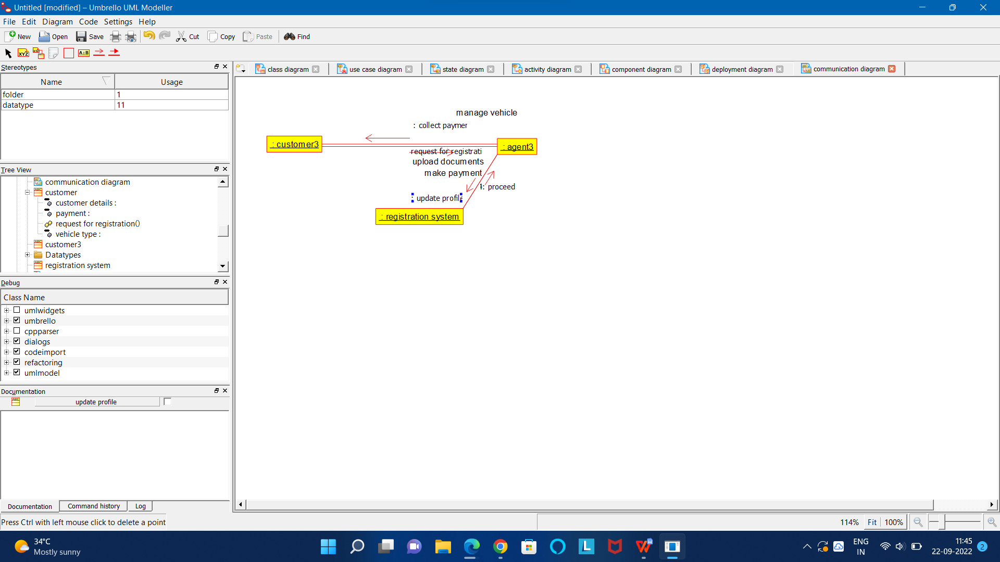 Untitled [modified] – Umbrello UML Modeller
File Edit Diagram Code Settings Help
New Open Save Cut Copy Paste Find
XYZ XYZ A:B
Stereotypes
Name Usage
folder 1
datatype 11
Tree View
communication diagram
customer
customer details :
payment :
request for registration()
vehicle type :
customer3
Datatypes
registration system
Debug
Class Name
umlwidgets
umbrello
cppparser
dialogs
codeimport
refactoring
umlmodel
Documentation
update profile
Documentation Command history Log
Press Ctrl with left mouse click to delete a point
class diagram use case diagram state diagram activity diagram component diagram deployment diagram communication diagram
manage vehicle
: collect paymer
: customer3
: agent3
request for registrati
upload documents
make payment
: proceed
: update profile
: registration system
114% Fit 100%
34°C
Mostly sunny
L
ENG
IN
11:45
22-09-2022
2